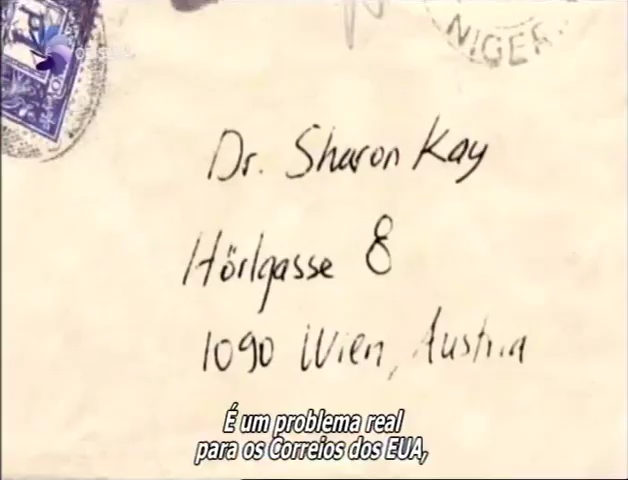 NIGER
Dr. Sharon Kay
Hörlgasse 8
1090 Wien, Austria
É um problema real
para os Correios dos EUA,